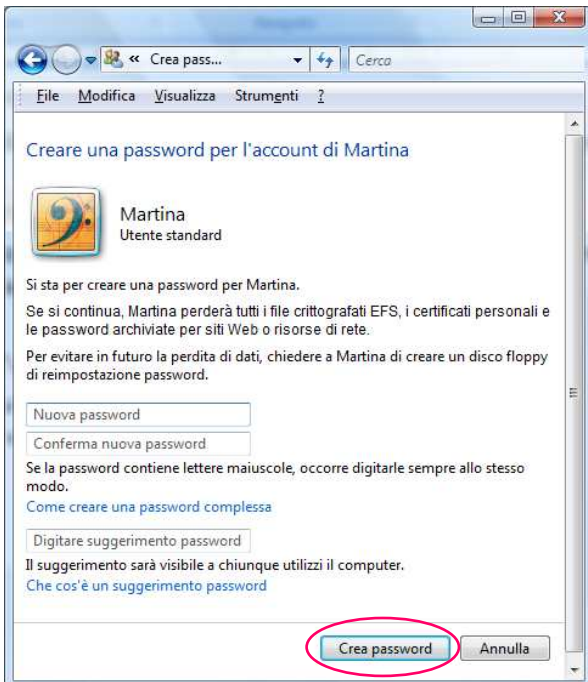 « Crea pass...
Cerca
File Modifica Visualizza Strumenti ?
Creare una password per l'account di Martina
Martina
Utente standard
Si sta per creare una password per Martina.
Se si continua, Martina perderà tutti i file crittografati EFS, i certificati personali e
le password archiviate per siti Web o risorse di rete.
Per evitare in futuro la perdita di dati, chiedere a Martina di creare un disco floppy
di reimpostazione password.
Nuova password
Conferma nuova password
Se la password contiene lettere maiuscole, occorre digitarle sempre allo stesso
modo.
Come creare una password complessa
Digitare suggerimento password
Il suggerimento sarà visibile a chiunque utilizzi il computer.
Che cos'è un suggerimento password
Crea password Annulla